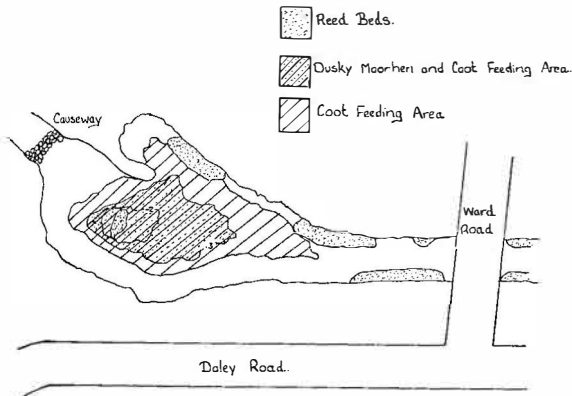 Reed Beds.
Dusky Moorhen and Coot Feeding Area.
Coot Feeding Area
Causeway
Ward
Road
Daley Road.